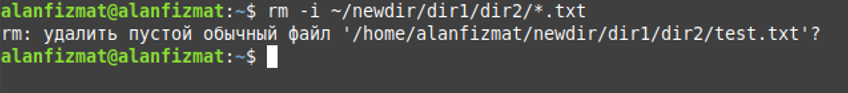 alanfizmat@alanfizmat:~$ rm -i ~/newdir/dir1/dir2/*.txt
rm: удалить пустой обычный файл '/home/alanfizmat/newdir/dir1/dir2/test.txt'?
alanfizmat@alanfizmat:~$